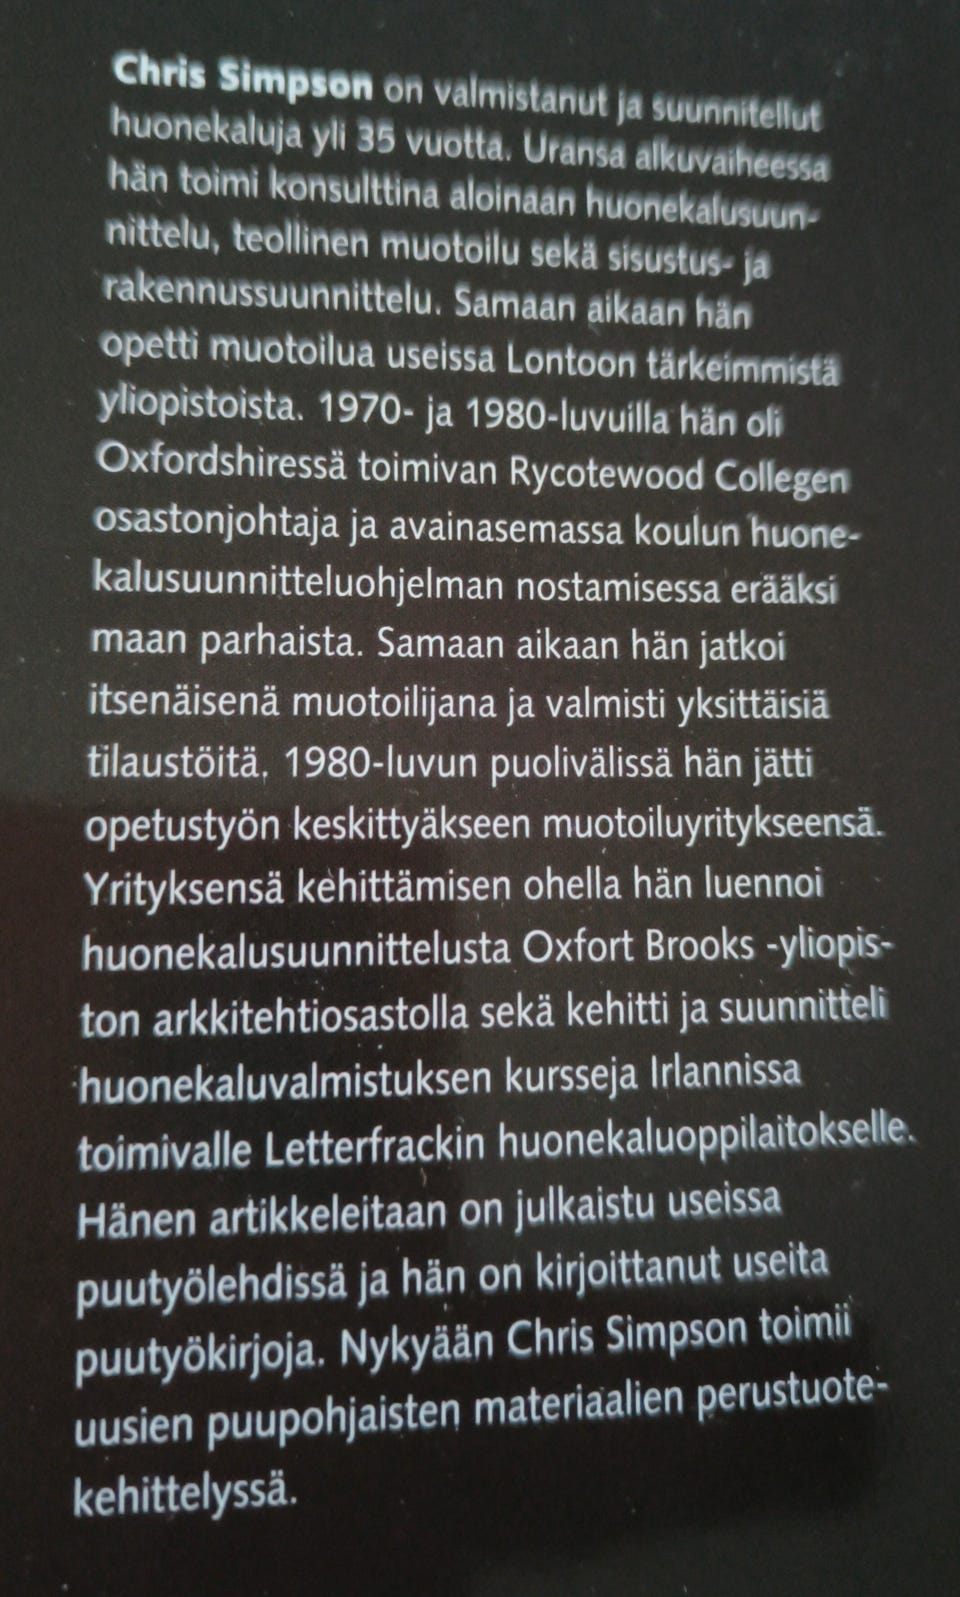 Chris Simpson on valmistanut ja suunnitellut
huonekaluja yli 35 vuotta. Uransa alkuvaiheessa
hän toimi konsulttina aloinaan huonekalusuun-
nittelu, teollinen muotoilu sekä sisustus- ja
rakennussuunnittelu. Samaan aikaan hän
opetti muotoilua useissa Lontoon tärkeimmistä
yliopistoista. 1970- ja 1980-luvuilla hän oli
Oxfordshiressä toimivan Rycotewood Collegen
osastonjohtaja ja avainasemassa koulun huone-
kalusuunnitteluohjelman nostamisessa erääksi
maan parhaista. Samaan aikaan hän jatkoi
itsenäisenä muotoilijana ja valmisti yksittäisiä
tilaustöitä. 1980-luvun puolivälissä hän jätti
opetustyön keskittyäkseen muotoiluyritykseensä.
Yrityksensä kehittämisen ohella hän luennoi
huonekalusuunnittelusta Oxfort Brooks -yliopis-
ton arkkitehtiosastolla sekä kehitti ja suunnitteli
huonekaluvalmistuksen kursseja Irlannissa
toimivalle Letterfrackin huonekaluoppilaitokselle.
Hänen artikkeleitaan on julkaistu useissa
puutyölehdissä ja hän on kirjoittanut useita
puutyökirjoja. Nykyään Chris Simpson toimii
uusien puupohjaisten materiaalien perustuote-
kehittelyssä.